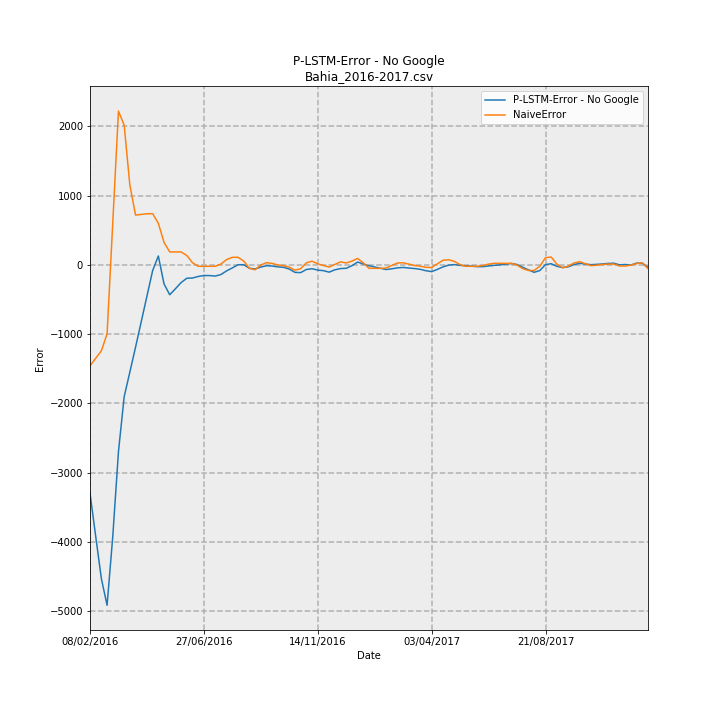 P-LSTM-Error - No Google
Bahia_2016-2017.csv
P-LSTM-Error - No Google
NaiveError
Error
2000
1000
0
−1000
−2000
−3000
−4000
−5000
08/02/2016
27/06/2016
14/11/2016
03/04/2017
21/08/2017
Date